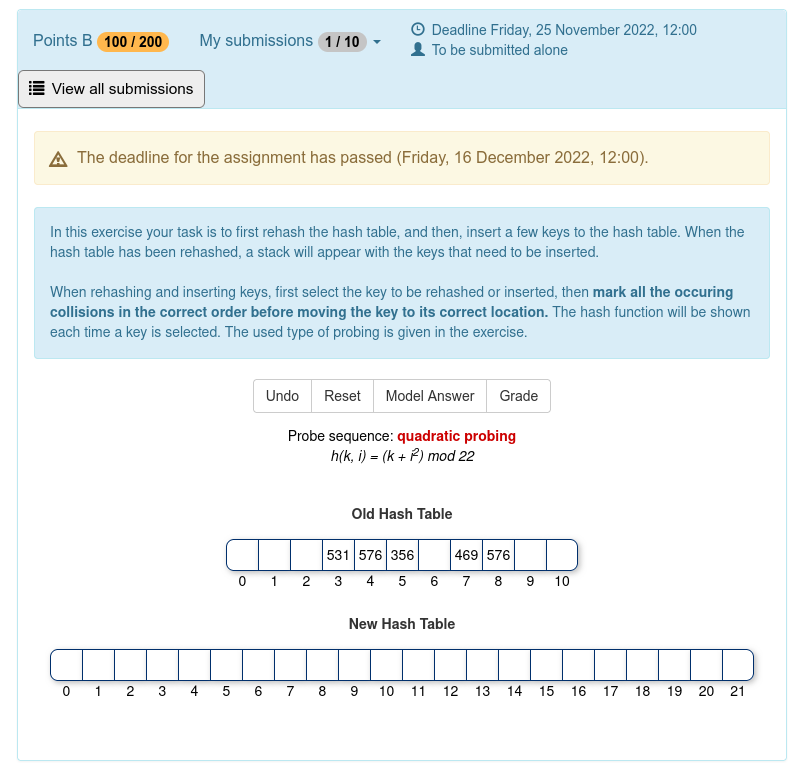 Points B 100 / 200 My submissions 1 / 10 Deadline Friday, 25 November 2022, 12:00
To be submitted alone
View all submissions
The deadline for the assignment has passed (Friday, 16 December 2022, 12:00).
In this exercise your task is to first rehash the hash table, and then, insert a few keys to the hash table. When the
hash table has been rehashed, a stack will appear with the keys that need to be inserted.
When rehashing and inserting keys, first select the key to be rehashed or inserted, then mark all the occuring
collisions in the correct order before moving the key to its correct location. The hash function will be shown
each time a key is selected. The used type of probing is given in the exercise.
Undo Reset Model Answer Grade
Probe sequence: quadratic probing
h(k, i) = (k + i²) mod 22
Old Hash Table
531 576 356 469 576
0 1 2 3 4 5 6 7 8 9 10
New Hash Table
0 1 2 3 4 5 6 7 8 9 10 11 12 13 14 15 16 17 18 19 20 21